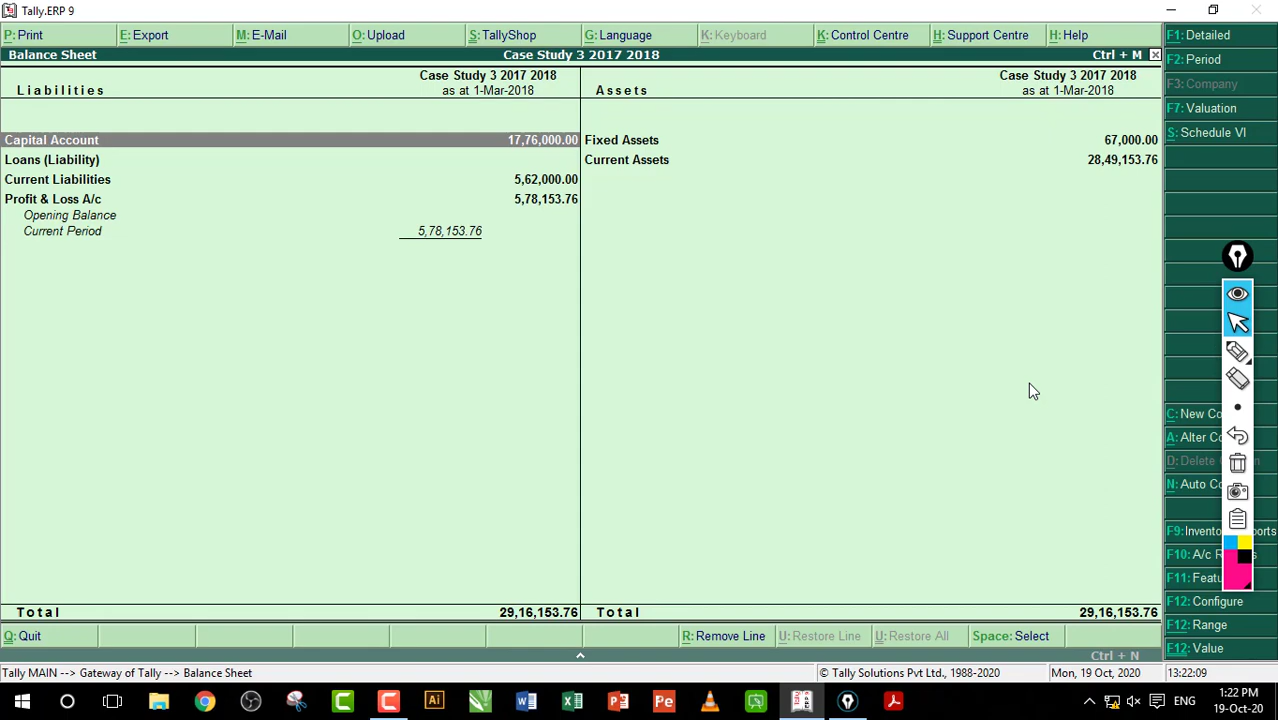 Tally.ERP 9
P: Print E: Export M: E-Mail O: Upload S: TallyShop G: Language K: Keyboard K: Control Centre H: Support Centre H: Help
Balance Sheet Case Study 3 2017 2018 Ctrl + M
Liabilities Case Study 3 2017 2018 as at 1-Mar-2018
Assets Case Study 3 2017 2018 as at 1-Mar-2018
Capital Account 17,76,000.00
Loans (Liability)
Current Liabilities 5,62,000.00
Profit & Loss A/c 5,78,153.76
Opening Balance
Current Period 5,78,153.76
Fixed Assets 67,000.00
Current Assets 28,49,153.76
Total 29,16,153.76
Total 29,16,153.76
F1: Detailed
F2: Period
F3: Company
F7: Valuation
S: Schedule VI
C: New Co
A: Alter Co
D: Delete
N: Auto Co
F9: Invento orts
F10: A/c R s
F11: Featu
F12: Configure
F12: Range
F12: Value
Q: Quit R: Remove Line U: Restore Line U: Restore All Space: Select
Ctrl + N
Tally MAIN --> Gateway of Tally --> Balance Sheet © Tally Solutions Pvt Ltd., 1988-2020 Mon, 19 Oct, 2020 13:22:09
ENG 1:22 PM
19-Oct-20